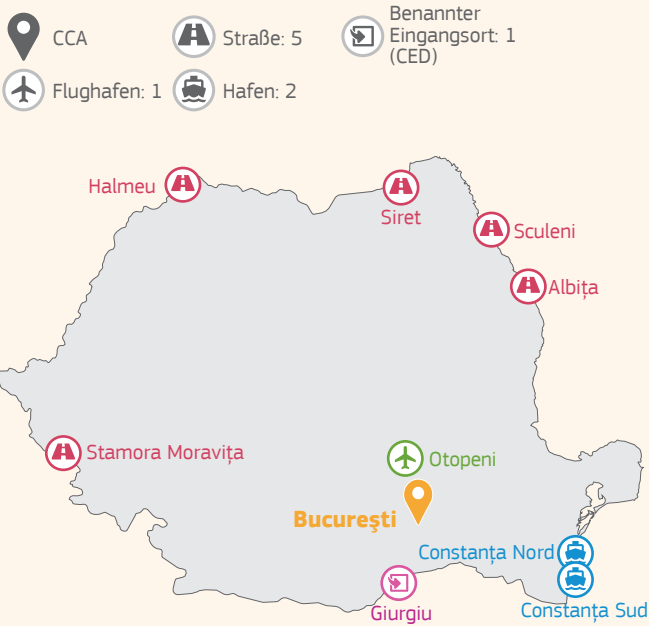 CCA
Straße: 5
Benannter
Eingangsort: 1
(CED)
Flughafen: 1
Hafen: 2
Halmeu
Siret
Sculeni
Albița
Stamora Moravița
Otopeni
Bucureşti
Constanța Nord
Giurgiu
Constanța Sud